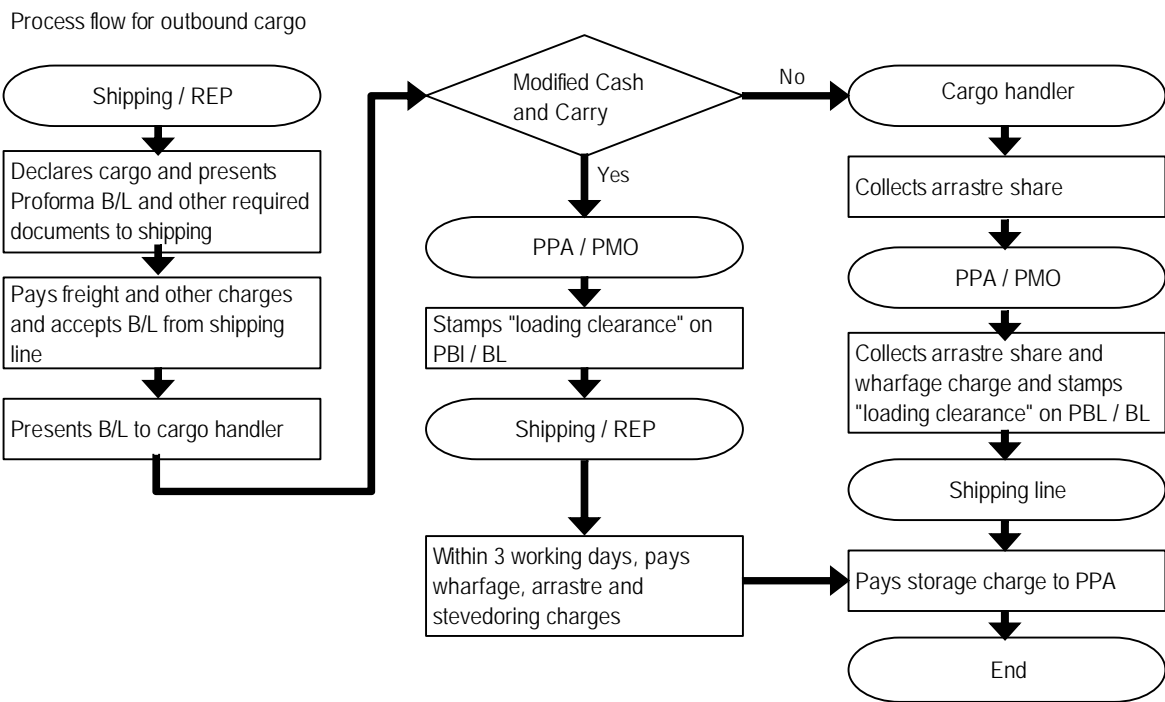 Process flow for outbound cargo
Shipping / REP
Declares cargo and presents
Proforma B/L and other required
documents to shipping
Pays freight and other charges
and accepts B/L from shipping
line
Presents B/L to cargo handler
Modified Cash
and Carry
No
Yes
PPA / PMO
Stamps "loading clearance" on
PBl / BL
Shipping / REP
Within 3 working days, pays
wharfage, arrastre and
stevedoring charges
Cargo handler
Collects arrastre share
PPA / PMO
Collects arrastre share and
wharfage charge and stamps
"loading clearance" on PBL / BL
Shipping line
Pays storage charge to PPA
End